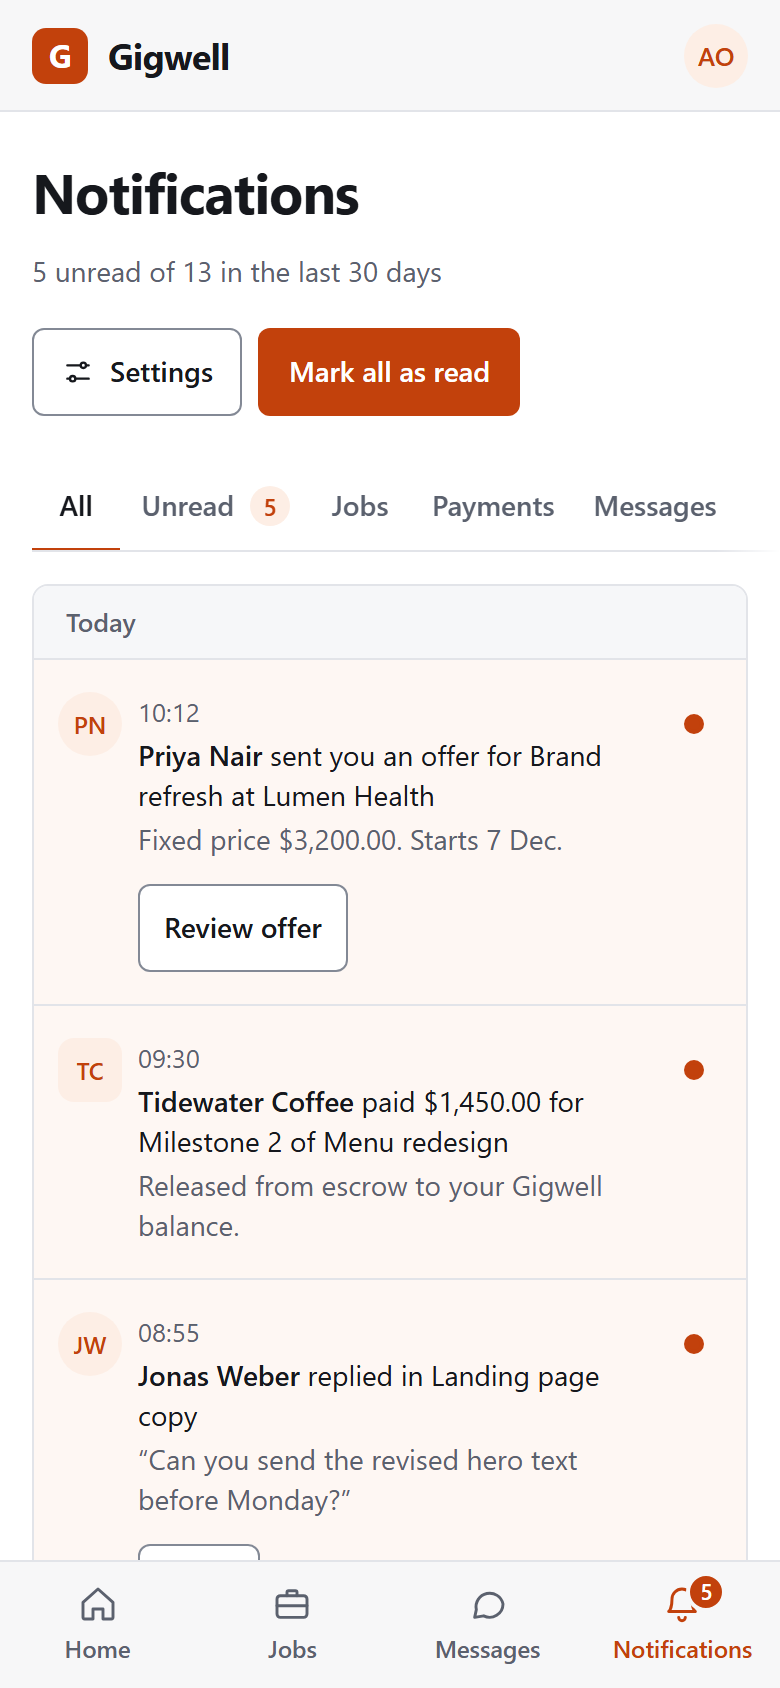 G Gigwell AO
Notifications
5 unread of 13 in the last 30 days
Settings Mark all as read
All Unread 5 Jobs Payments Messages
Today
PN 10:12
Priya Nair sent you an offer for Brand
refresh at Lumen Health
Fixed price $3,200.00. Starts 7 Dec.
Review offer
TC 09:30
Tidewater Coffee paid $1,450.00 for
Milestone 2 of Menu redesign
Released from escrow to your Gigwell
balance.
JW 08:55
Jonas Weber replied in Landing page
copy
“Can you send the revised hero text
before Monday?”
5
Home Jobs Messages Notifications